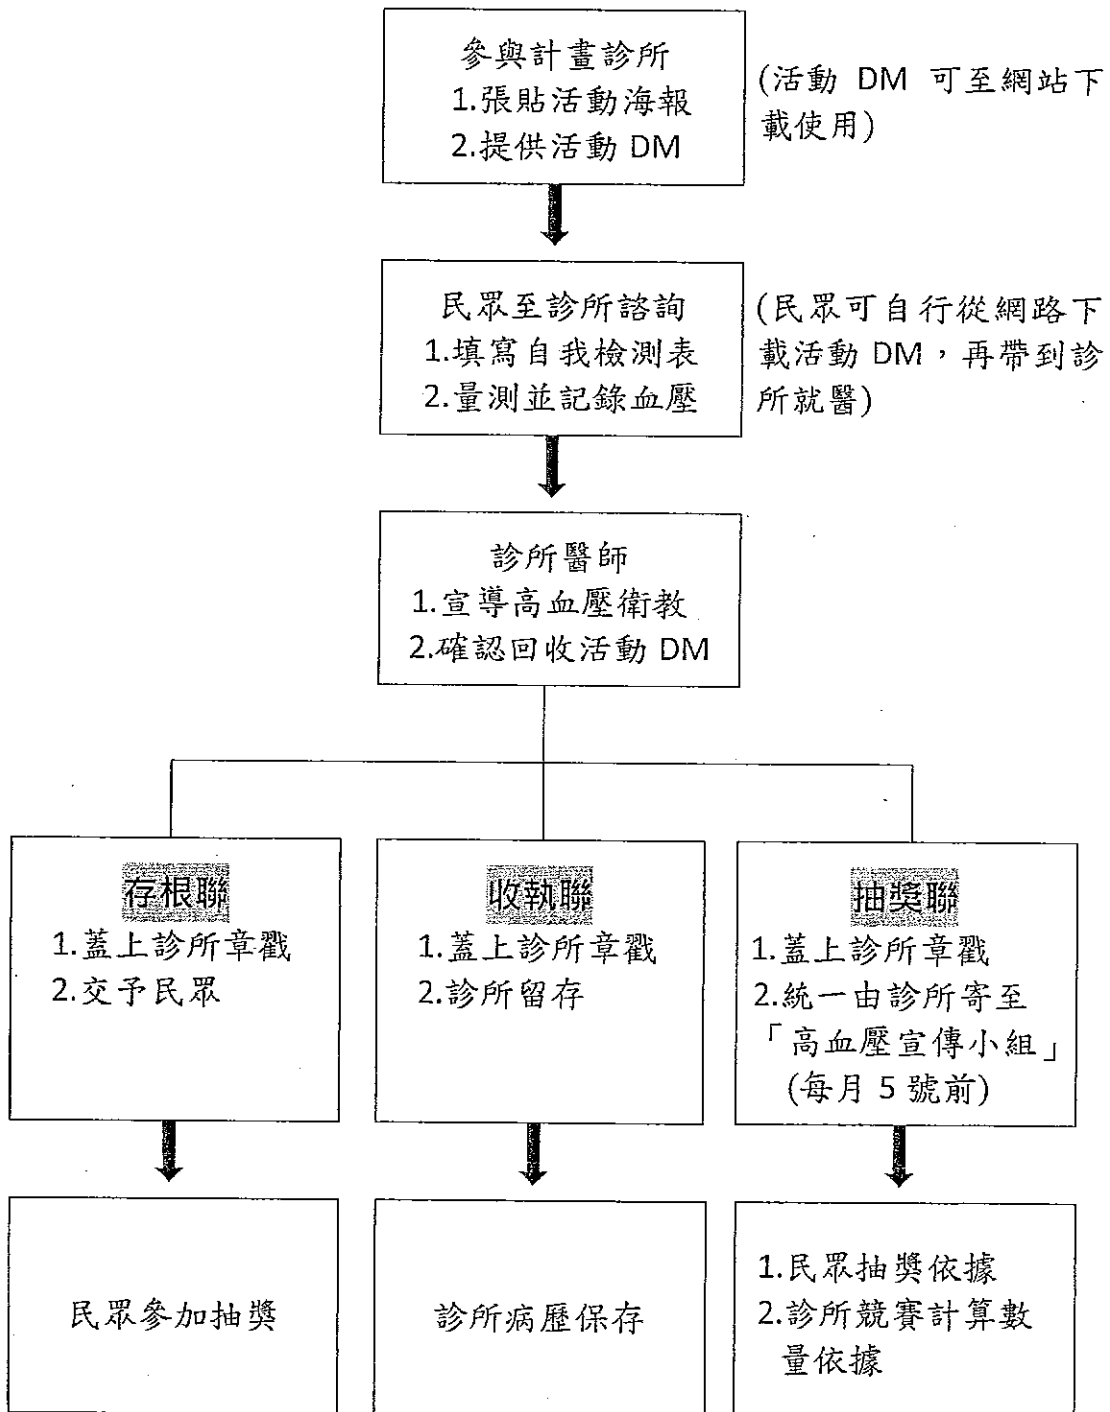 參與計畫診所
1.張貼活動海報
2.提供活動 DM
(活動 DM 可至網站下
載使用)
民眾至診所諮詢
1.填寫自我檢測表
2.量測並記錄血壓
(民眾可自行從網路下
載活動 DM,再帶到診
所就醫)
診所醫師
1.宣導高血壓衛教
2.確認回收活動 DM
存根聯
1.蓋上診所章戳
2.交予民眾
收執聯
1.蓋上診所章戳
2.診所留存
抽獎聯
1.蓋上診所章戳
2.統一由診所寄至
「高血壓宣傳小組」
(每月 5 號前)
民眾參加抽獎
診所病歷保存
1.民眾抽獎依據
2.診所競賽計算數
量依據